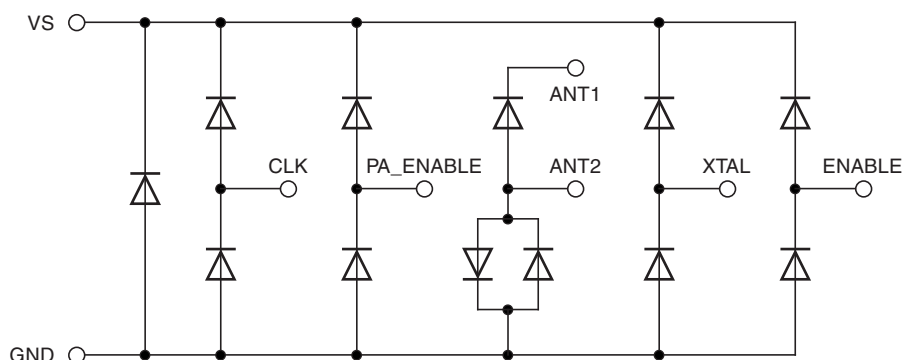 VS
ANT1
CLK
PA_ENABLE
ANT2
XTAL
ENABLE
GND